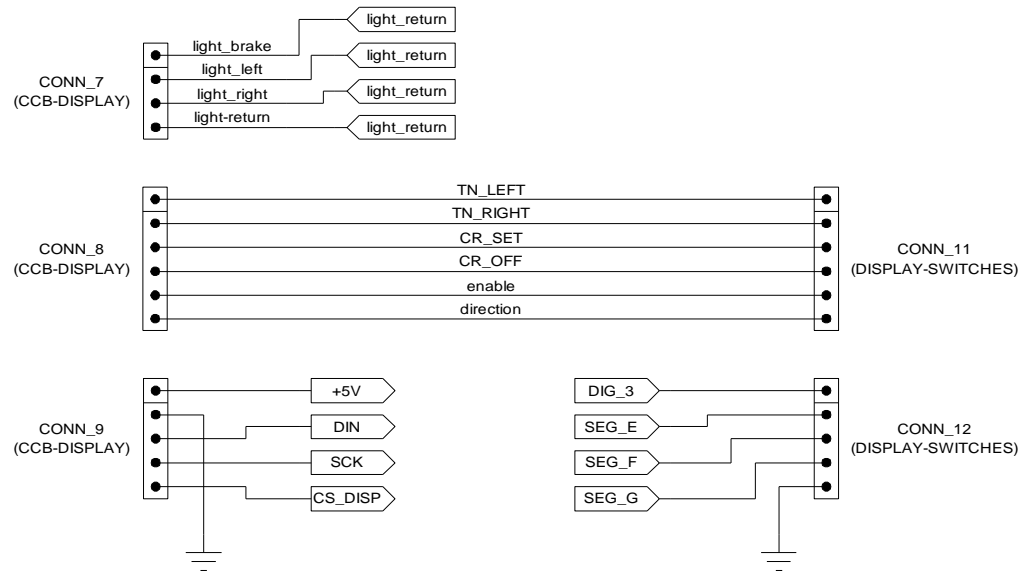 light_return
light_brake
light_return
light_left
CONN_7
(CCB-DISPLAY)
light_right
light_return
light-return
light_return
TN_LEFT
TN_RIGHT
CONN_8
(CCB-DISPLAY)
CR_SET
CR_OFF
enable
direction
CONN_11
(DISPLAY-SWITCHES)
+5V
DIN
CONN_9
(CCB-DISPLAY)
SCK
CS_DISP
DIG_3
SEG_E
SEG_F
SEG_G
CONN_12
(DISPLAY-SWITCHES)